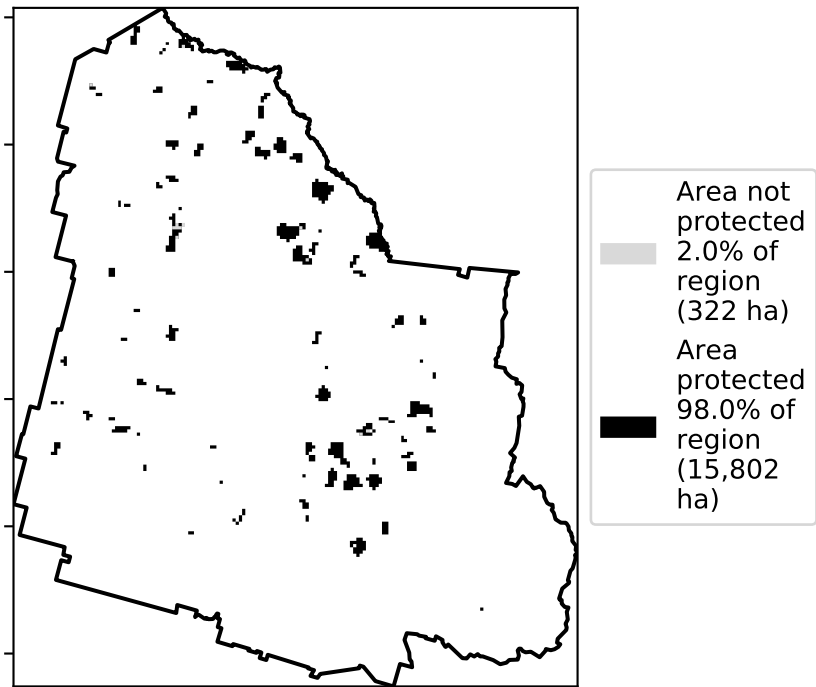 Area not
protected
2.0% of
region
(322 ha)
Area
protected
98.0% of
region
(15,802
ha)